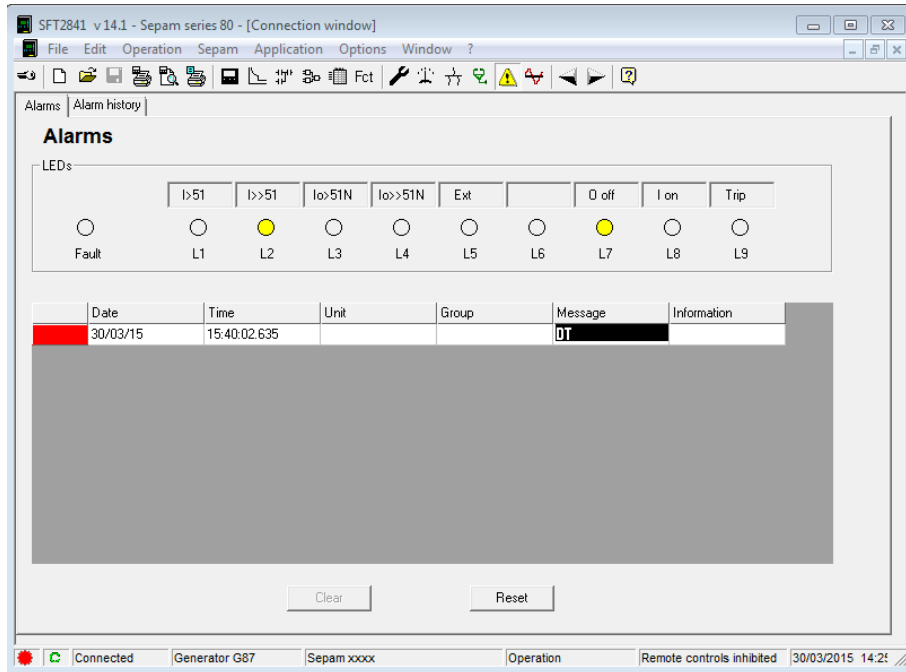 SFT2841 v 14.1 - Sepam series 80 - [Connection window]
File Edit Operation Sepam Application Options Window ?
Fct
Alarms Alarm history
Alarms
LEDs
I>51 I>>51 Io>51N Io>>51N Ext O off I on Trip
Fault L1 L2 L3 L4 L5 L6 L7 L8 L9
Date Time Unit Group Message Information
30/03/15 15:40:02.635 DT
Clear Reset
Connected Generator G87 Sepam xxxx Operation Remote controls inhibited 30/03/2015